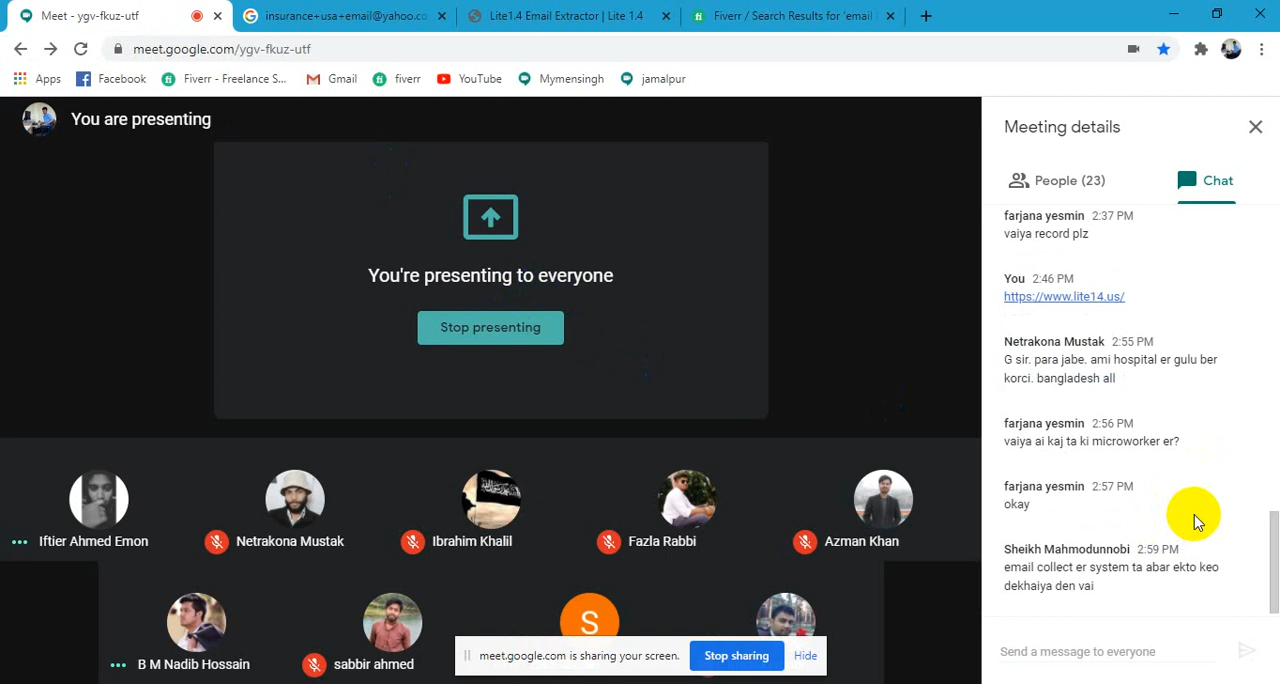 Meet - ygv-fkuz-utf
insurance+usa+email@yahoo.co
Lite1.4 Email Extractor | Lite 1.4
Fiverr / Search Results for 'email
meet.google.com/ygv-fkuz-utf
Apps
Facebook
Fiverr - Freelance S...
Gmail
fiverr
YouTube
Mymensingh
jamalpur
You are presenting
You're presenting to everyone
Stop presenting
Iftier Ahmed Emon
Netrakona Mustak
Ibrahim Khalil
Fazla Rabbi
Azman Khan
S
B M Nadib Hossain
sabbir ahmed
meet.google.com is sharing your screen.
Stop sharing
Hide
Meeting details
People (23)
Chat
farjana yesmin 2:37 PM
vaiya record plz
You 2:46 PM
https://www.lite14.us/
Netrakona Mustak 2:55 PM
G sir. para jabe. ami hospital er gulu ber
korci. bangladesh all
farjana yesmin 2:56 PM
vaiya ai kaj ta ki microworker er?
farjana yesmin 2:57 PM
okay
Sheikh Mahmodunnobi 2:59 PM
email collect er system ta abar ekto keo
dekhaiya den vai
Send a message to everyone